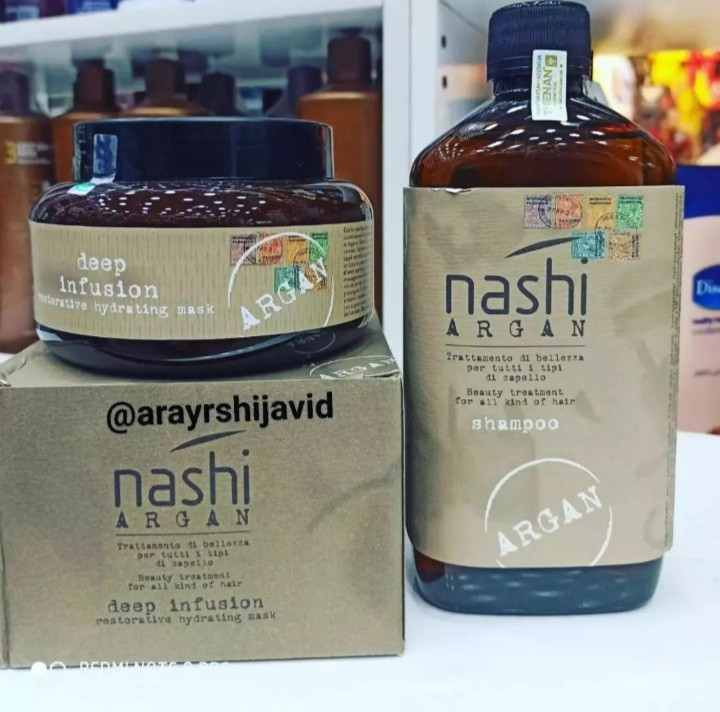 deep
infusion
restorative hydrating mask
ARGAN
ARGAN
@arayrshijavid
nashi
ARGAN
Trattamento di bellezza
per tutti i tipi
di capello
Beauty treatment
for all kind of hair
deep infusion
restorative hydrating mask
nashi
ARGAN
Trattamento di bellezza
per tutti i tipi
di capello
Beauty treatment
for all kind of hair
shampoo
ARGAN